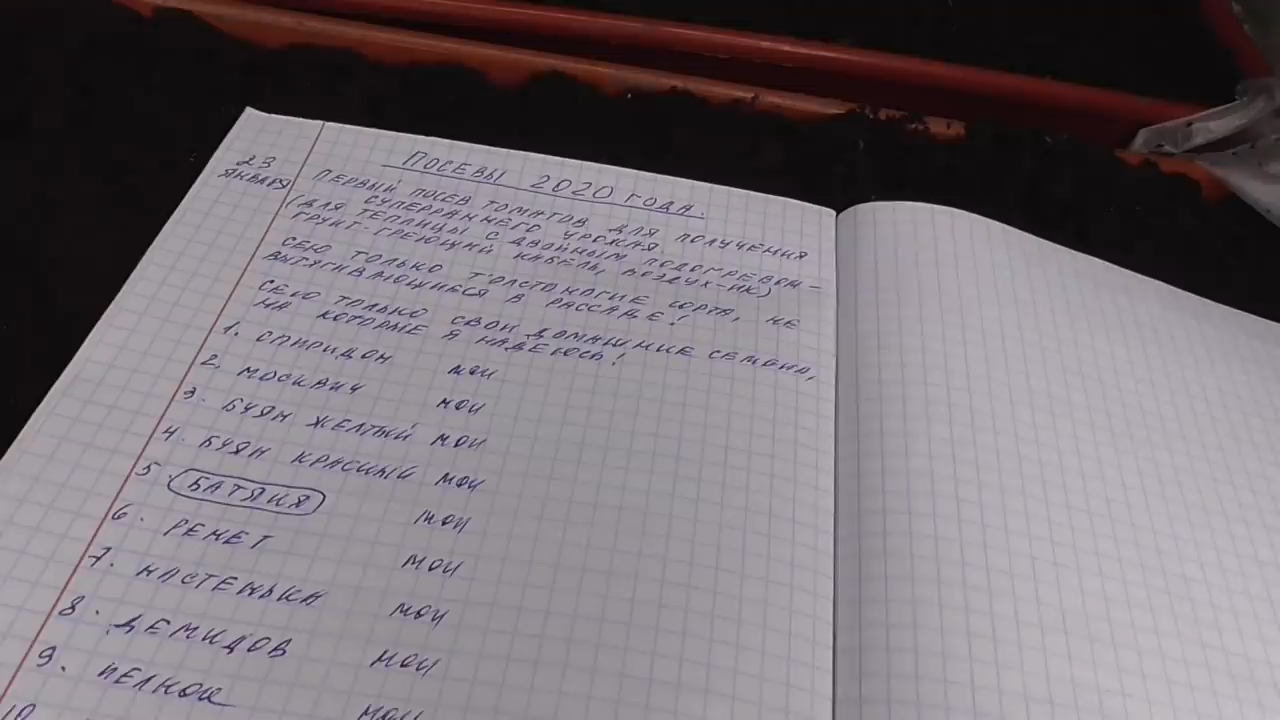 ПОСЕВЫ 2020 ГОДА.
23
ЯНВАРЯ
ПЕРВЫЙ ПОСЕВ ТОМАТОВ ДЛЯ ПОЛУЧЕНИЯ
СУПЕРРАННЕГО УРОЖАЯ.
(ДЛЯ ТЕПЛИЦЫ С ДВОЙНЫМ ПОДОГРЕВОМ –
ГРУНТ-ГРЕЮЩИЙ КАБЕЛЬ, ВОЗДУХ-ИК)
СЕЮ ТОЛЬКО ТОЛСТОНОГИЕ СОРТА, НЕ
ВЫТЯГИВАЮЩИЕСЯ В РАССАДЕ!
СЕЮ ТОЛЬКО СВОИ ДОМАШНИЕ СЕМЕНА,
НА КОТОРЫЕ Я НАДЕЮСЬ!
1. СПИРИДОН МОИ
2. МОСКВИЧ МОИ
3. БУЯН ЖЕЛТЫЙ МОИ
4. БУЯН КРАСНЫЙ МОИ
5. БАТЯНЯ МОИ
6. РЕНЕТ МОИ
7. НАСТЕНЬКА МОИ
8. ДЕМИДОВ МОИ
9. МОИ
10